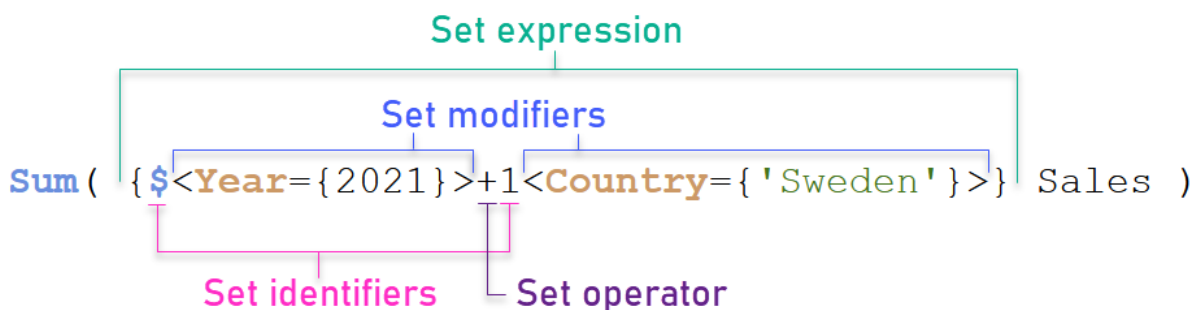 Set expression
Set modifiers
Sum( {$<Year={2021}>+1<Country={'Sweden'}>} Sales )
Set identifiers
Set operator